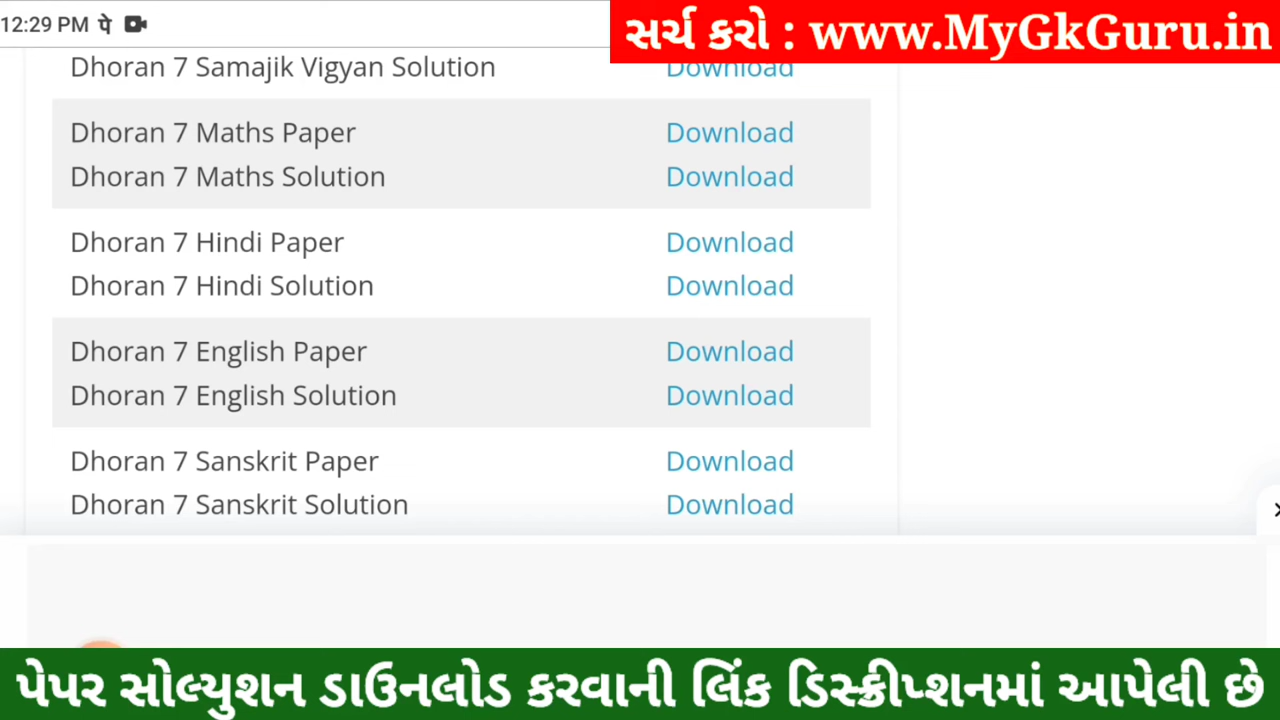 12:29 PM पे
સર્ચ કરો : www.MyGkGuru.in
Dhoran 7 Samajik Vigyan Solution Download
Dhoran 7 Maths Paper Download
Dhoran 7 Maths Solution Download
Dhoran 7 Hindi Paper Download
Dhoran 7 Hindi Solution Download
Dhoran 7 English Paper Download
Dhoran 7 English Solution Download
Dhoran 7 Sanskrit Paper Download
Dhoran 7 Sanskrit Solution Download
પેપર સોલ્યુશન ડાઉનલોડ કરવાની લિંક ડિસ્ક્રીપ્શનમાં આપેલી છે